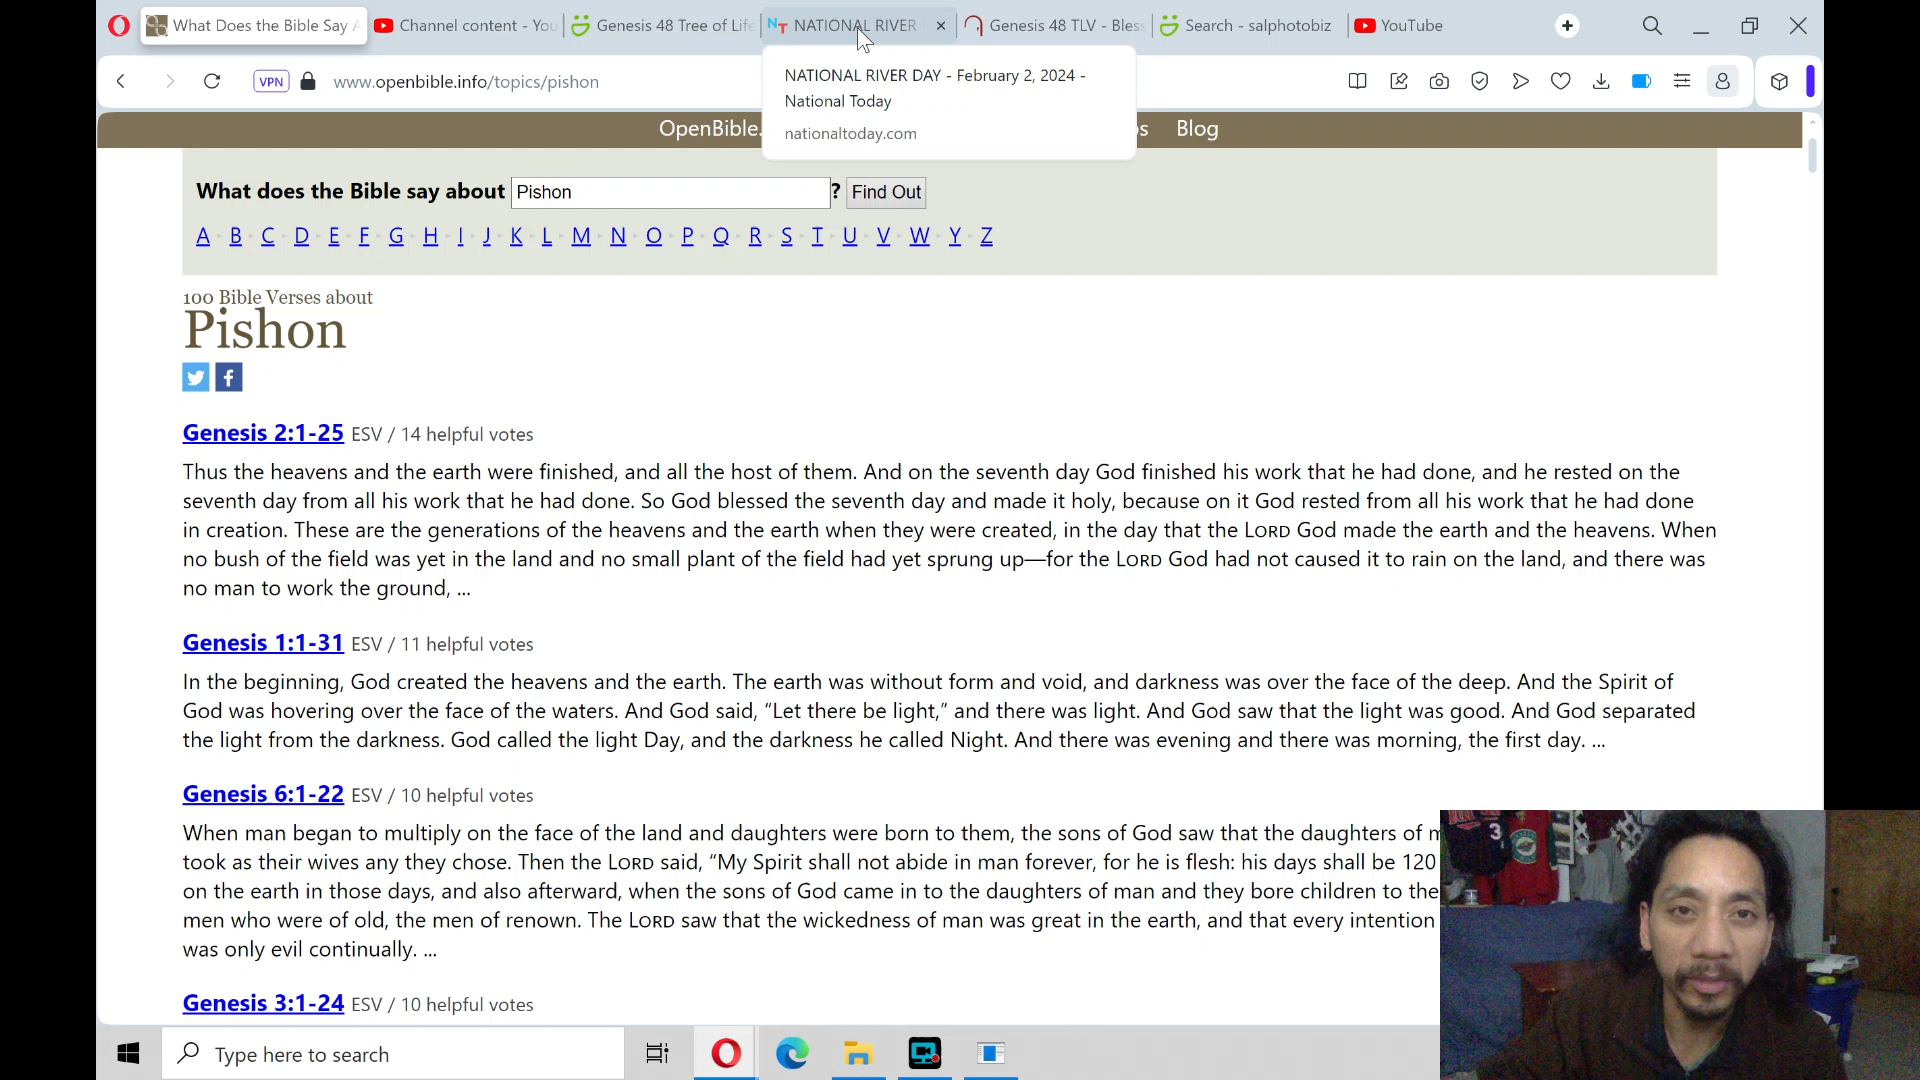 What Does the Bible Say A
Channel content - You
Genesis 48 Tree of Life
NATIONAL RIVER
Genesis 48 TLV - Bless
Search - salphotobiz
YouTube
VPN
www.openbible.info/topics/pishon
NATIONAL RIVER DAY - February 2, 2024 -
National Today
nationaltoday.com
OpenBible.
Blog
What does the Bible say about Pishon ? Find Out
A B C D E F G H I J K L M N O P Q R S T U V W Y Z
100 Bible Verses about
Pishon
Genesis 2:1-25 ESV / 14 helpful votes
Thus the heavens and the earth were finished, and all the host of them. And on the seventh day God finished his work that he had done, and he rested on the
seventh day from all his work that he had done. So God blessed the seventh day and made it holy, because on it God rested from all his work that he had done
in creation. These are the generations of the heavens and the earth when they were created, in the day that the LORD God made the earth and the heavens. When
no bush of the field was yet in the land and no small plant of the field had yet sprung up—for the LORD God had not caused it to rain on the land, and there was
no man to work the ground, ...
Genesis 1:1-31 ESV / 11 helpful votes
In the beginning, God created the heavens and the earth. The earth was without form and void, and darkness was over the face of the deep. And the Spirit of
God was hovering over the face of the waters. And God said, “Let there be light,” and there was light. And God saw that the light was good. And God separated
the light from the darkness. God called the light Day, and the darkness he called Night. And there was evening and there was morning, the first day. ...
Genesis 6:1-22 ESV / 10 helpful votes
When man began to multiply on the face of the land and daughters were born to them, the sons of God saw that the daughters of m
took as their wives any they chose. Then the LORD said, “My Spirit shall not abide in man forever, for he is flesh: his days shall be 120
on the earth in those days, and also afterward, when the sons of God came in to the daughters of man and they bore children to the
men who were of old, the men of renown. The LORD saw that the wickedness of man was great in the earth, and that every intention
was only evil continually. ...
Genesis 3:1-24 ESV / 10 helpful votes
Type here to search